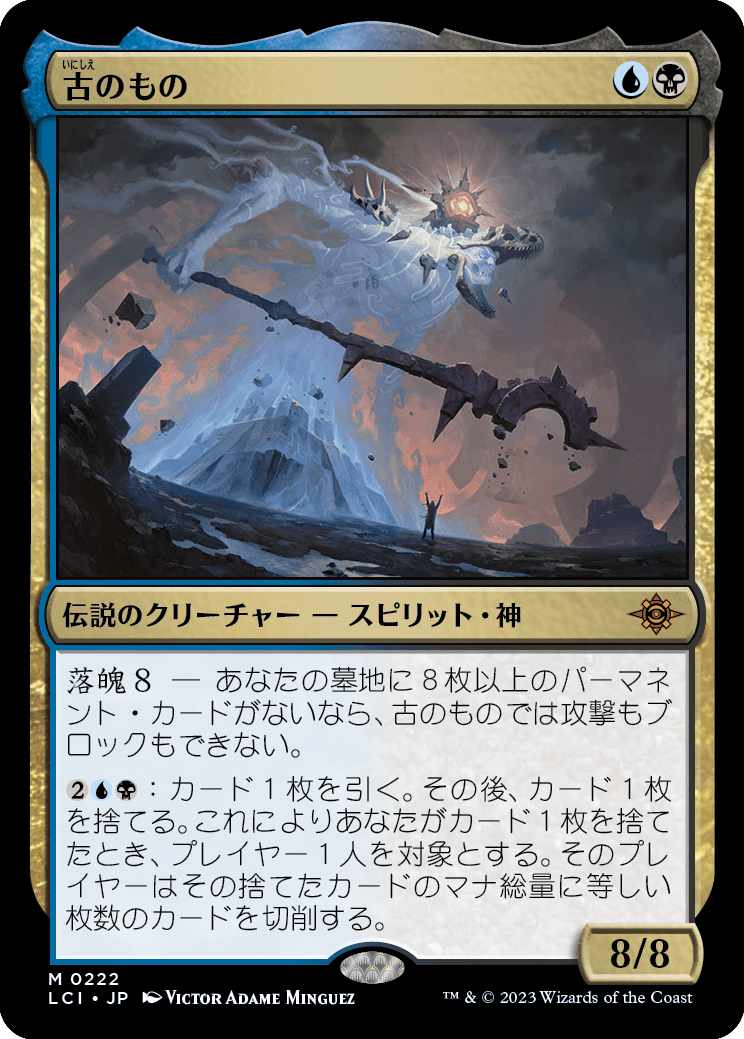 いにしえ
古のもの
伝説のクリーチャー ― スピリット・神
落魄８ ― あなたの墓地に８枚以上のパーマネ
ント・カードがないなら、古のものでは攻撃もブ
ロックもできない。
2：カード１枚を引く。その後、カード１枚
を捨てる。これによりあなたがカード１枚を捨て
たとき、プレイヤー１人を対象とする。そのプレ
イヤーはその捨てたカードのマナ総量に等しい
枚数のカードを切削する。
8/8
M 0222
LCI • JP VICTOR ADAME MINGUEZ
™ & © 2023 Wizards of the Coast